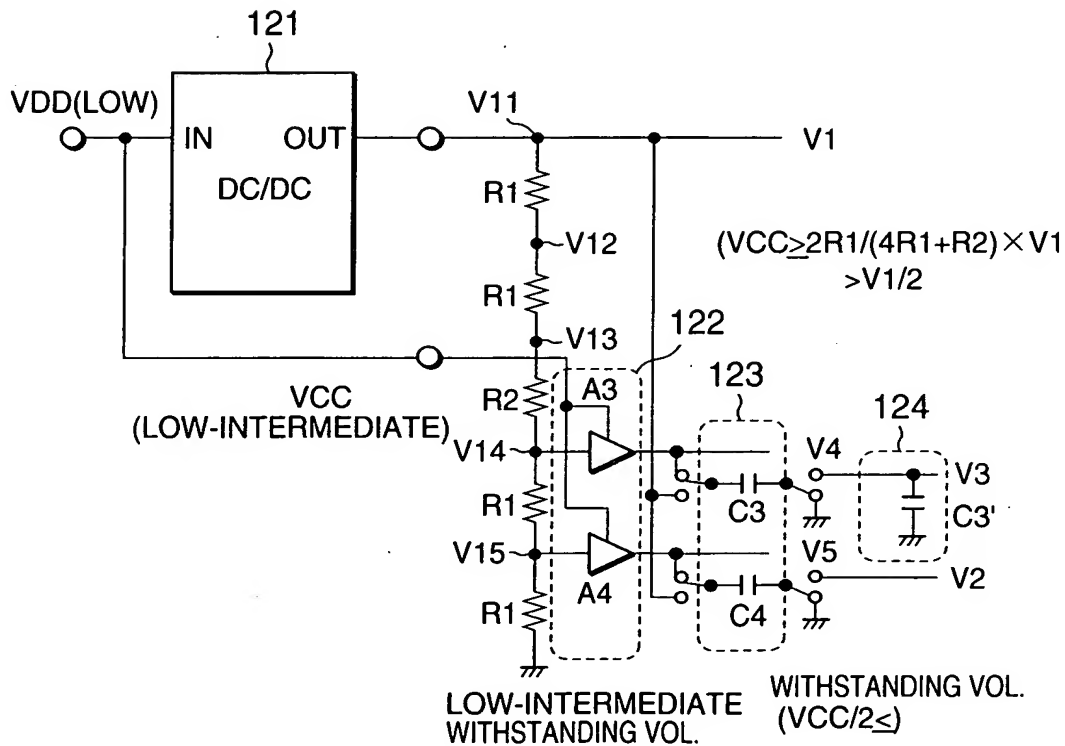 121
VDD(LOW)
IN
OUT
DC/DC
V11
V1
R1
V12
(VCC≥2R1/(4R1+R2)×V1
>V1/2
R1
V13
122
VCC
(LOW-INTERMEDIATE)
R2
A3
123
124
V14
V4
V3
R1
C3
C3'
V15
V5
V2
A4
C4
R1
LOW-INTERMEDIATE
WITHSTANDING VOL.
WITHSTANDING VOL.
(VCC/2≤)